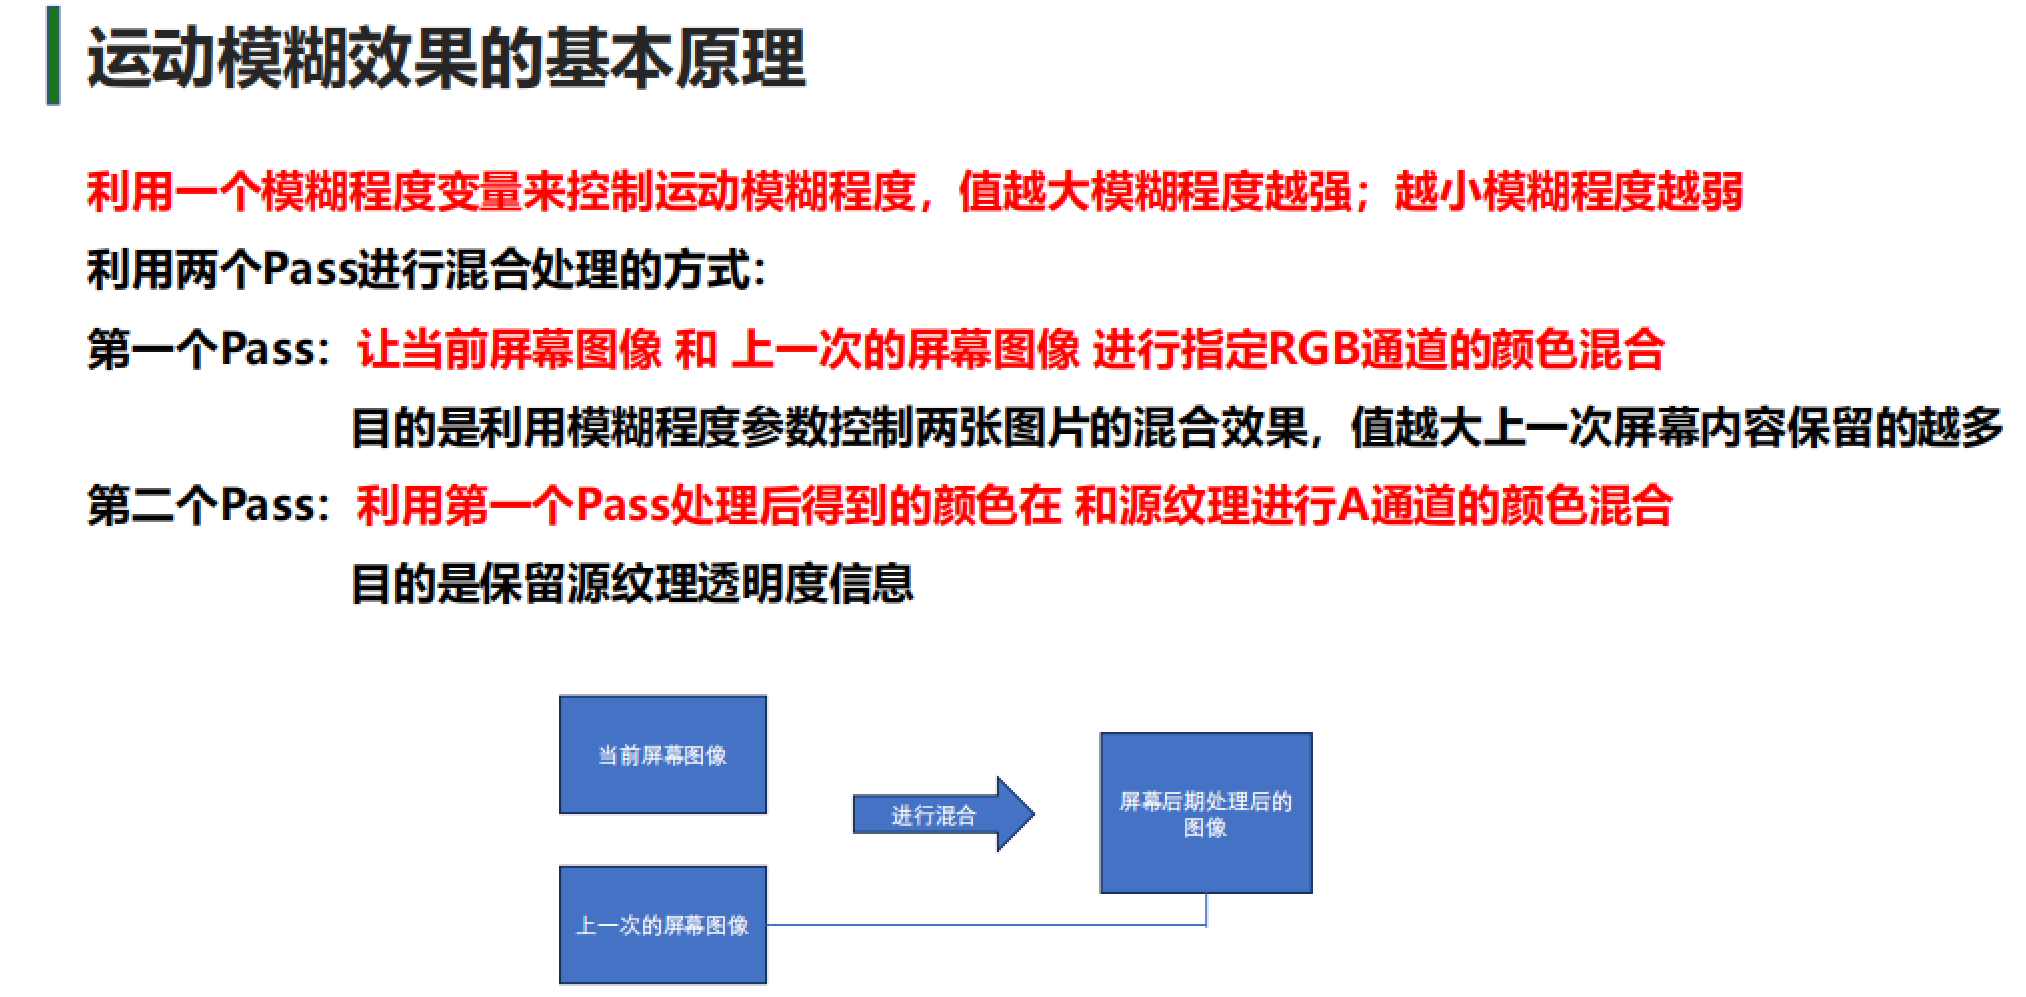 运动模糊效果的基本原理
利用一个模糊程度变量来控制运动模糊程度，值越大模糊程度越强；越小模糊程度越弱
利用两个Pass进行混合处理的方式：
第一个Pass：让当前屏幕图像 和 上一次的屏幕图像 进行指定RGB通道的颜色混合
目的是利用模糊程度参数控制两张图片的混合效果，值越大上一次屏幕内容保留的越多
第二个Pass：利用第一个Pass处理后得到的颜色在 和源纹理进行A通道的颜色混合
目的是保留源纹理透明度信息
当前屏幕图像
进行混合
屏幕后期处理后的
图像
上一次的屏幕图像